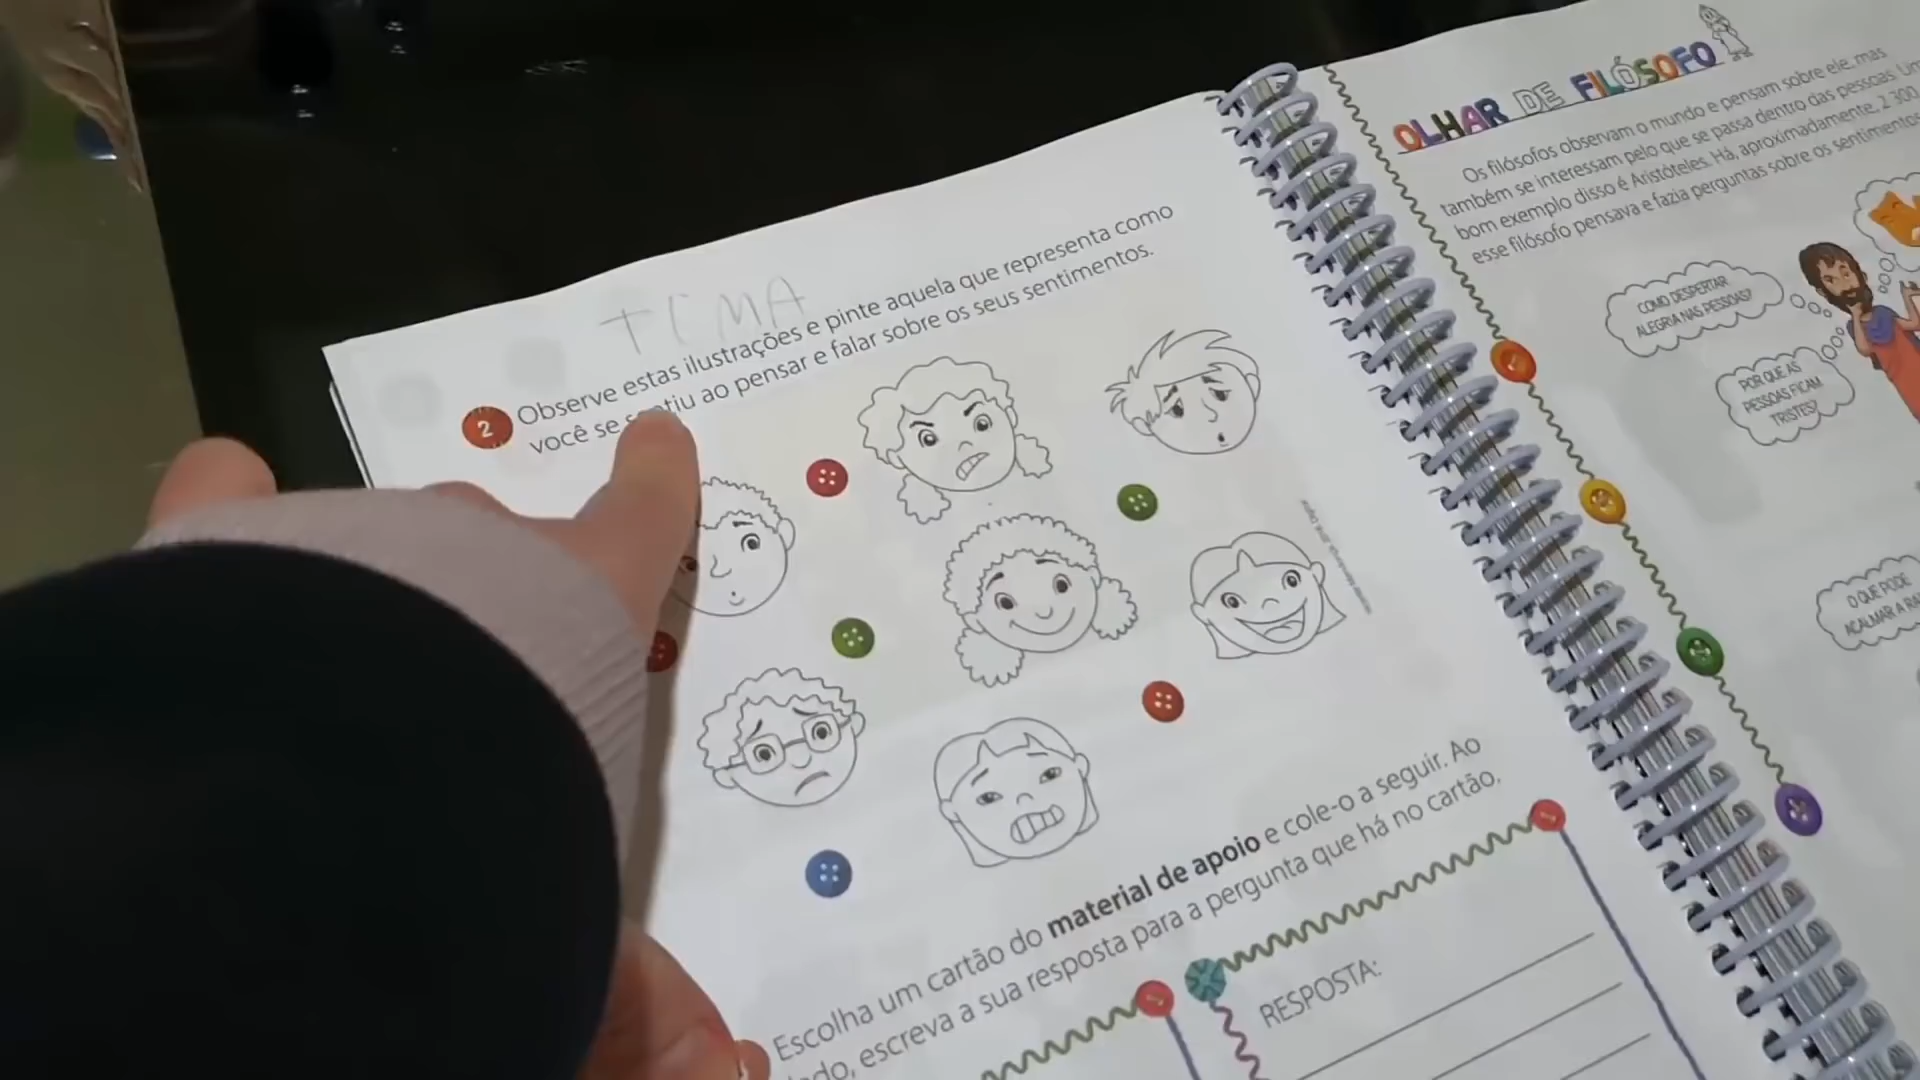 TEMA
2 Observe estas ilustrações e pinte aquela que representa como
você se sentiu ao pensar e falar sobre os seus sentimentos.
Escolha um cartão do material de apoio e cole-o a seguir. Ao
lado, escreva a sua resposta para a pergunta que há no cartão.
RESPOSTA:
OLHAR DE FILÓSOFO
Os filósofos observam o mundo e pensam sobre ele, mas
também se interessam pelo que se passa dentro das pessoas. Um
bom exemplo disso é Aristóteles. Há, aproximadamente, 2 300
esse filósofo pensava e fazia perguntas sobre os sentimentos
COMO DESPERTAR
ALEGRIA NAS PESSOAS?
POR QUE AS
PESSOAS FICAM
TRISTES?
O QUE PODE
ACALMAR A